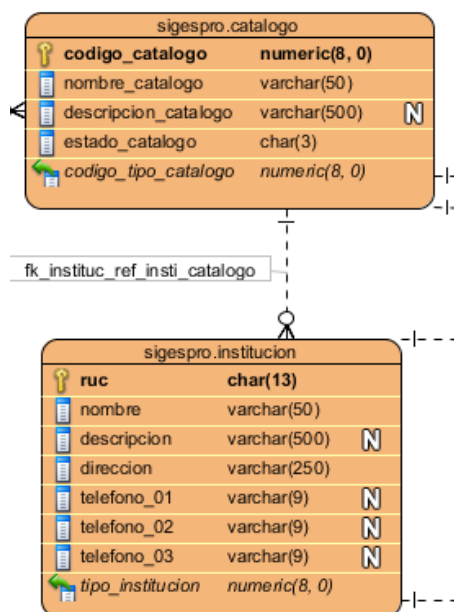 sigespro.catalogo
codigo_catalogo numeric(8, 0)
nombre_catalogo varchar(50)
descripcion_catalogo varchar(500) N
estado_catalogo char(3)
codigo_tipo_catalogo numeric(8, 0)
fk_instituc_ref_insti_catalogo
sigespro.institucion
ruc char(13)
nombre varchar(50)
descripcion varchar(500) N
direccion varchar(250)
telefono_01 varchar(9) N
telefono_02 varchar(9) N
telefono_03 varchar(9) N
tipo_institucion numeric(8, 0)